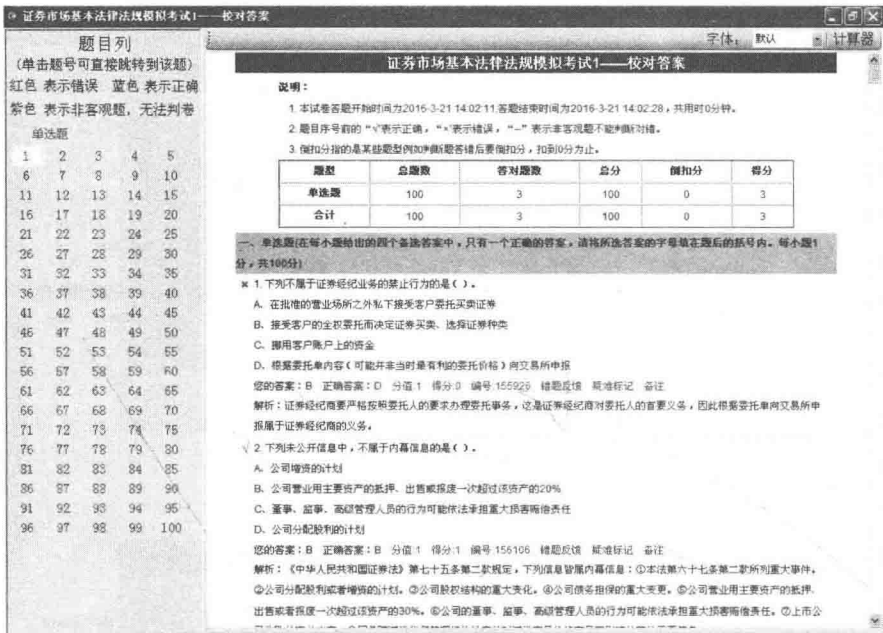 证券市场基本法律法规模拟考试1——校对答案
题目列
(单击题号可直接跳转到该题)
红色 表示错误 蓝色 表示正确
紫色 表示非客观题，无法判卷
单选题
1 2 3 4 5
6 7 8 9 10
11 12 13 14 15
16 17 18 19 20
21 22 23 24 25
26 27 28 29 30
31 32 33 34 35
36 37 38 39 40
41 42 43 44 45
46 47 48 49 50
51 52 53 54 55
56 57 58 59 60
61 62 63 64 65
66 67 68 69 70
71 72 73 74 75
76 77 78 79 80
81 82 83 84 85
86 87 88 89 90
91 92 93 94 95
96 97 98 99 100
字体： 默认 计算器
证券市场基本法律法规模拟考试1——校对答案
说明：
1. 本试卷答题开始时间为2016-3-21 14:02:11,答题结束时间为2016-3-21 14:02:28，共用时0分钟。
2. 题目序号前的“√”表示正确，“×”表示错误，“－”表示非客观题不能判断对错。
3. 倒扣分指的是某些题型例如判断题答错后要倒扣分，扣到0分为止。
题型 总题数 答对题数 总分 倒扣分 得分
单选题 100 3 100 0 3
合计 100 3 100 0 3
一、单选题(在每小题给出的四个备选答案中，只有一个正确的答案，请将所选答案的字母填在题后的括号内。每小题1
分，共100分)
× 1. 下列不属于证券经纪业务的禁止行为的是( )。
A、在批准的营业场所之外私下接受客户委托买卖证券
B、接受客户的全权委托而决定证券买卖、选择证券种类
C、挪用客户账户上的资金
D、根据委托单内容(可能并非当时最有利的委托价格)向交易所申报
您的答案：B 正确答案：D 分值:1 得分:0 编号:155926 错题反馈 疑难标记 备注
解析：证券经纪商要严格按照委托人的要求办理委托事务，这是证券经纪商对委托人的首要义务，因此根据委托单向交易所申
报属于证券经纪商的义务。
√ 2. 下列未公开信息中，不属于内幕信息的是( )。
A、公司增资的计划
B、公司营业用主要资产的抵押、出售或报废一次超过该资产的20%
C、董事、监事、高级管理人员的行为可能依法承担重大损害赔偿责任
D、公司分配股利的计划
您的答案：B 正确答案：B 分值:1 得分:1 编号:156106 错题反馈 疑难标记 备注
解析：《中华人民共和国证券法》第七十五条第二款规定，下列信息皆属内幕信息：①本法第六十七条第二款所列重大事件。
②公司分配股利或者增资的计划。③公司股权结构的重大变化。④公司债务担保的重大变更。⑤公司营业用主要资产的抵押、
出售或者报废一次超过该资产的30%。⑥公司的董事、监事、高级管理人员的行为可能依法承担重大损害赔偿责任。⑦上市公